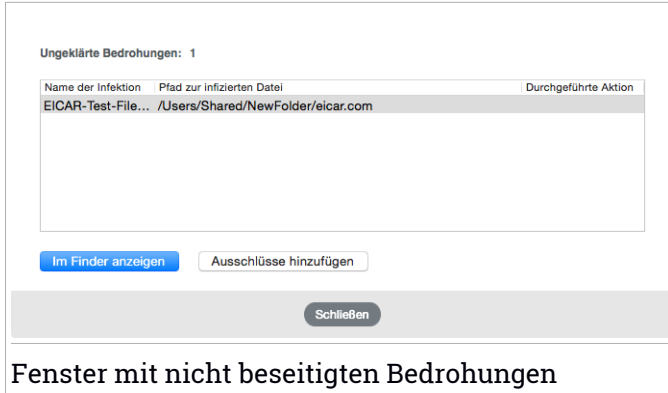 Ungeklärte Bedrohungen: 1
Name der Infektion Pfad zur infizierten Datei Durchgeführte Aktion
EICAR-Test-File... /Users/Shared/NewFolder/eicar.com
Im Finder anzeigen Ausschlüsse hinzufügen
Schließen
Fenster mit nicht beseitigten Bedrohungen